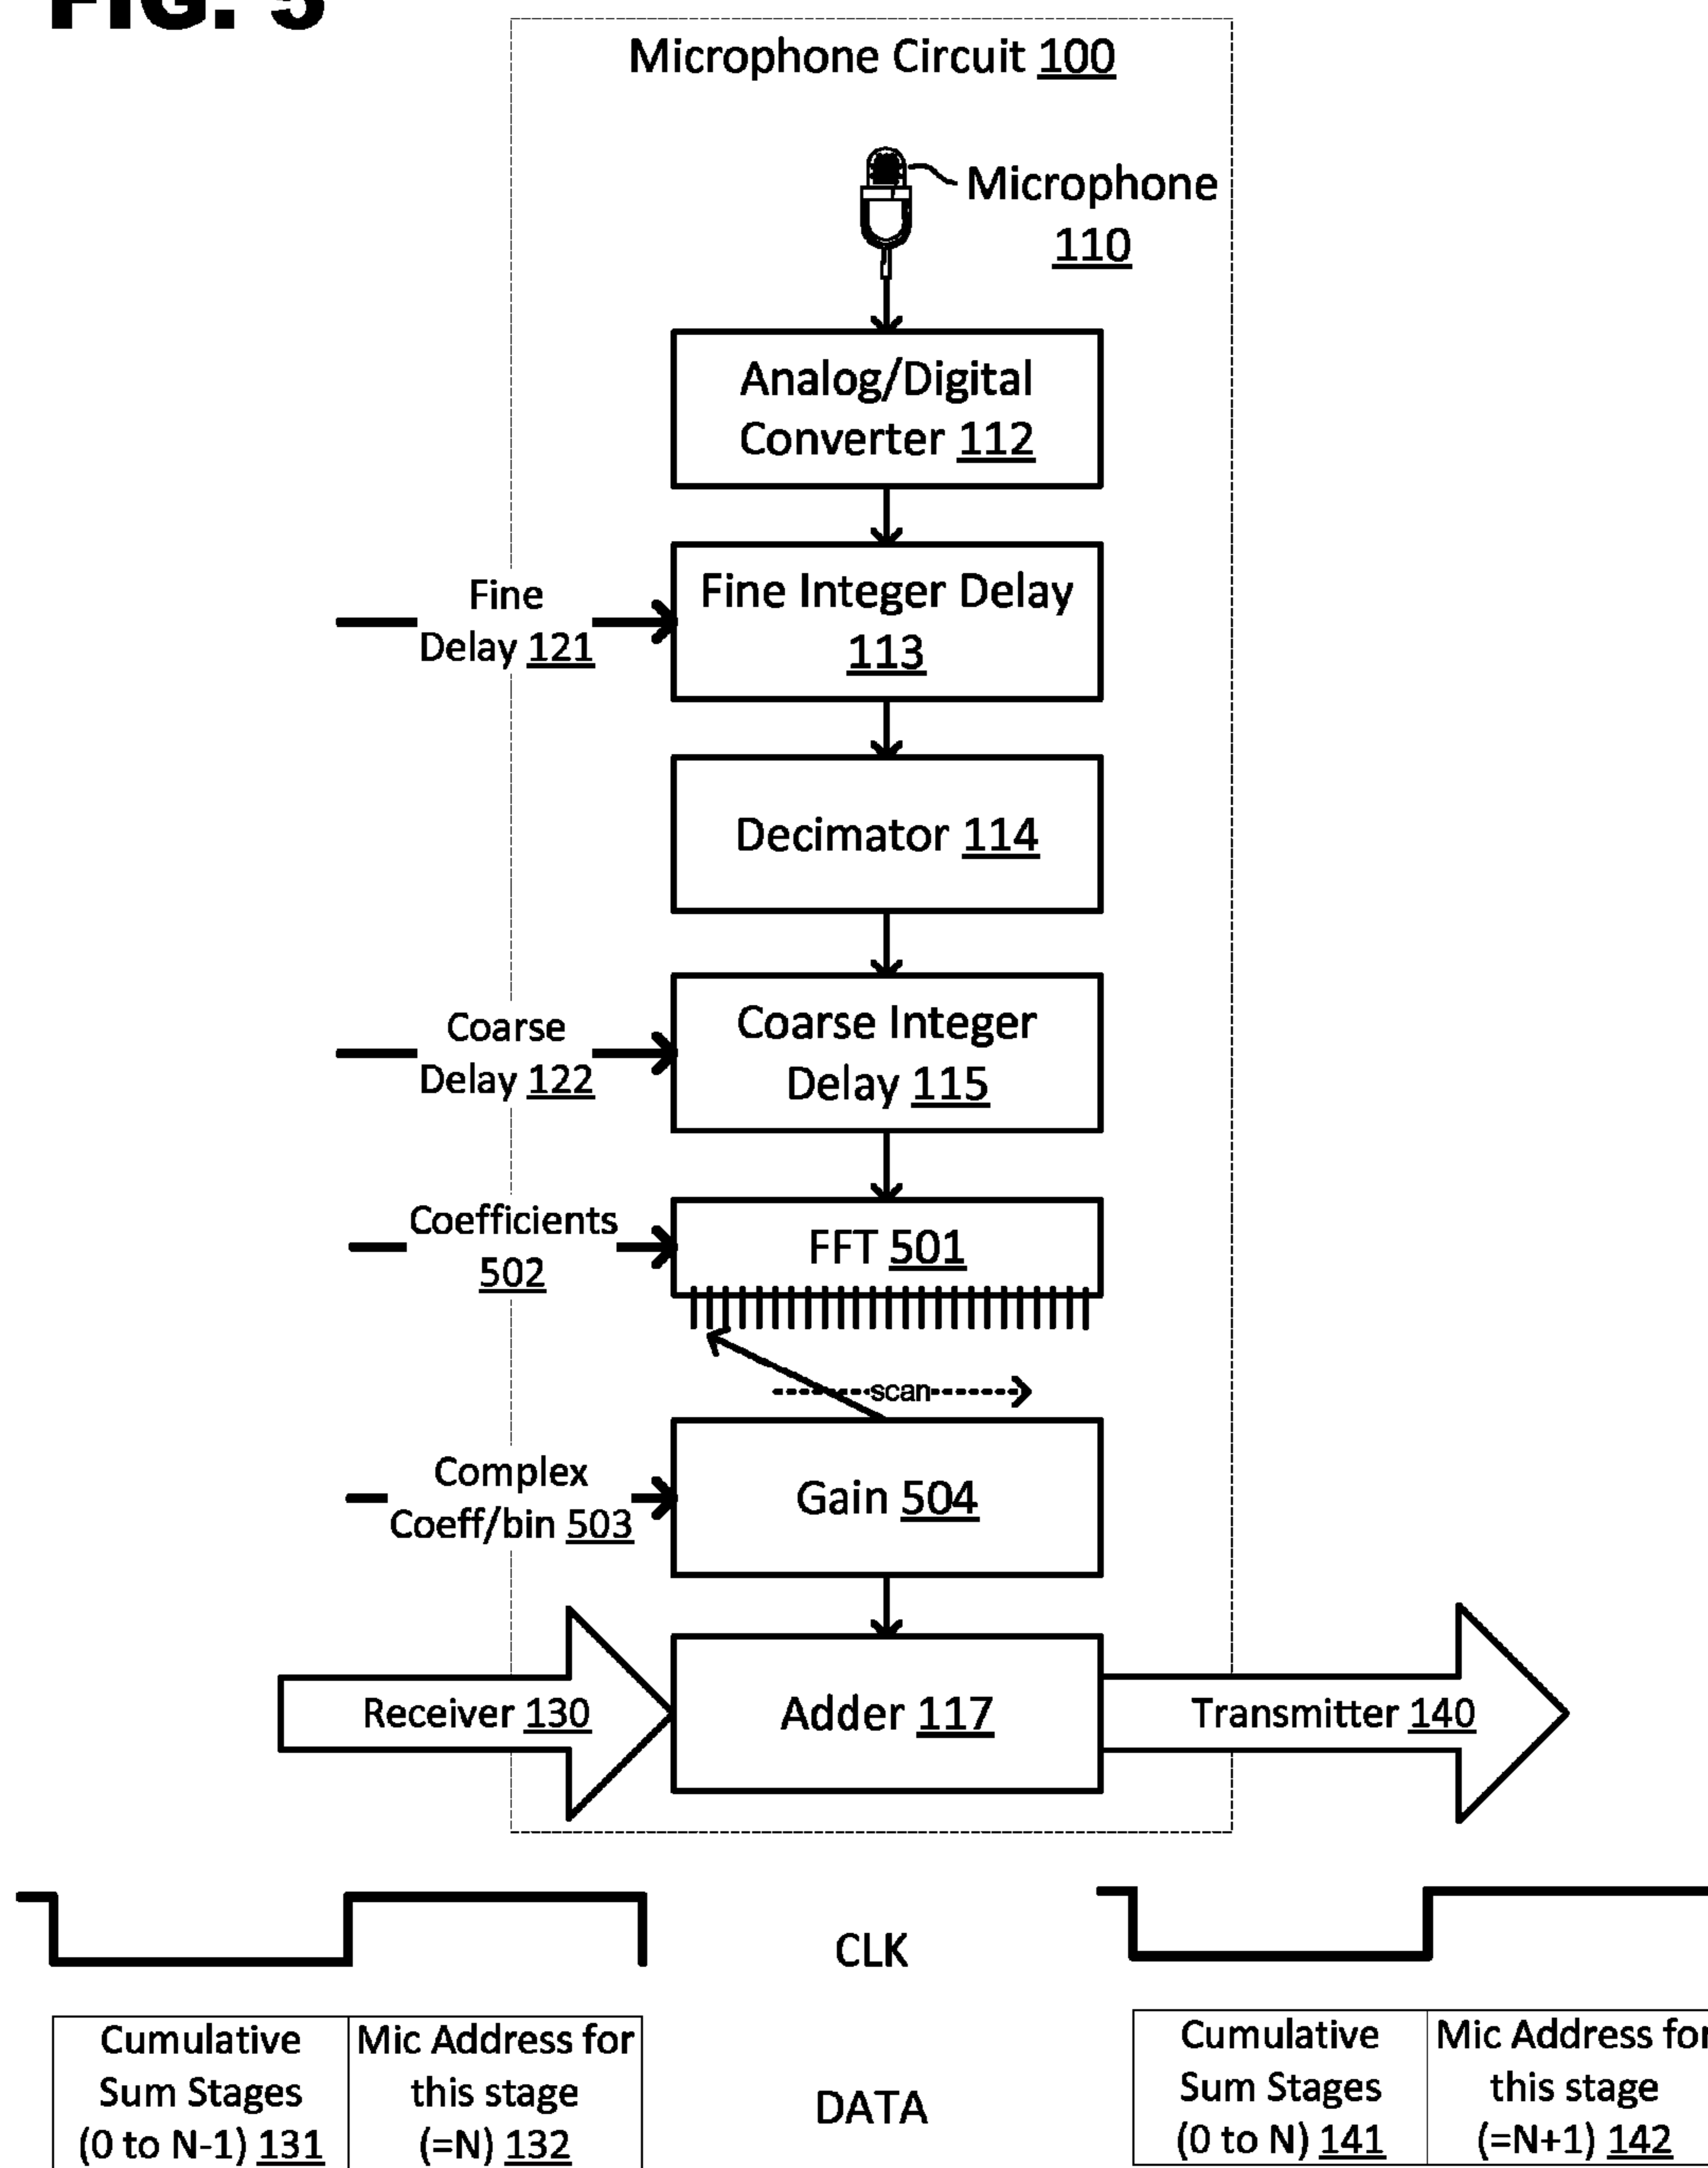 FIG. 5
Microphone Circuit 100
Microphone
110
Analog/Digital
Converter 112
Fine
Delay 121
Fine Integer Delay
113
Decimator 114
Coarse
Delay 122
Coarse Integer
Delay 115
Coefficients
502
FFT 501
scan
Complex
Coeff/bin 503
Gain 504
Receiver 130
Adder 117
Transmitter 140
CLK
Cumulative
Sum Stages
(0 to N-1) 131
Mic Address for
this stage
(=N) 132
DATA
Cumulative
Sum Stages
(0 to N) 141
Mic Address for
this stage
(=N+1) 142